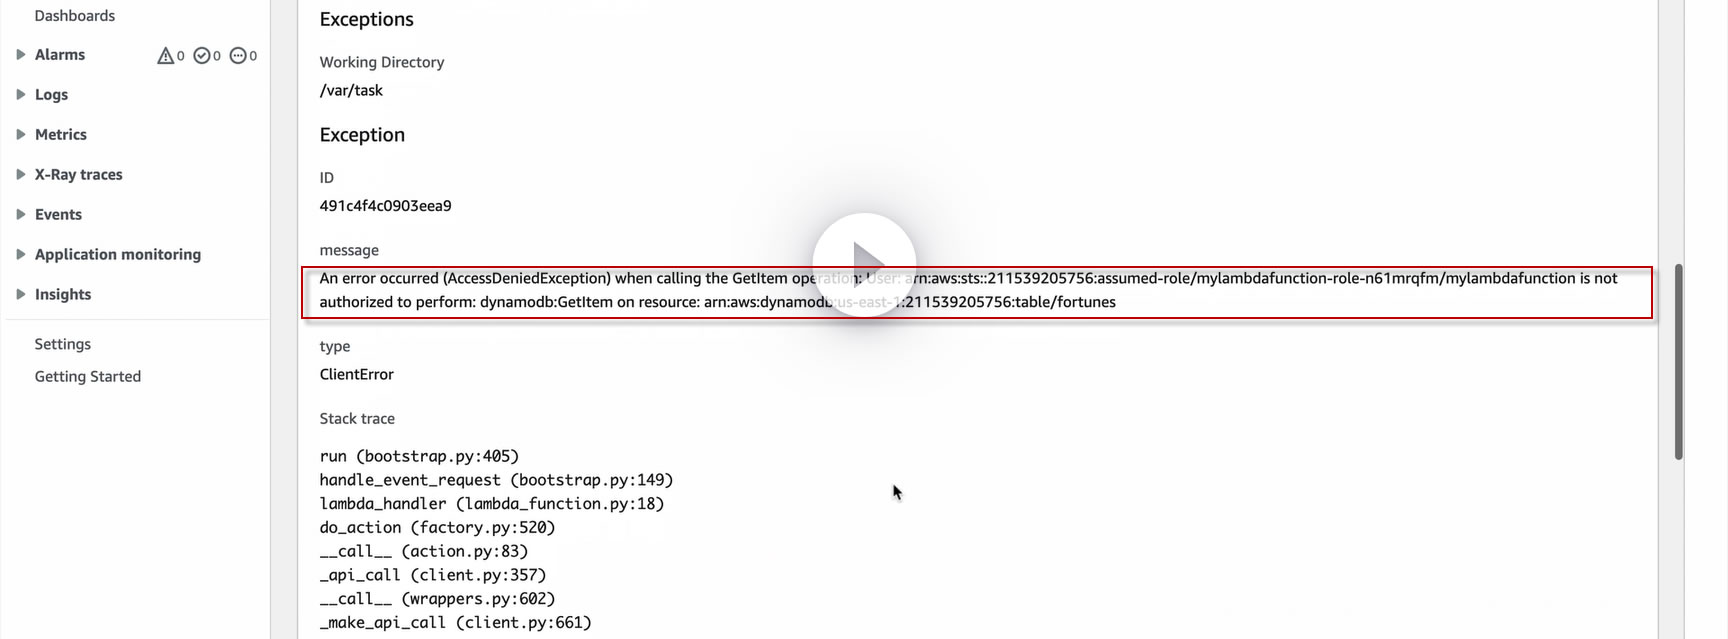 Dashboards
Alarms 0 0 0
Logs
Metrics
X-Ray traces
Events
Application monitoring
Insights
Settings
Getting Started
Exceptions
Working Directory
/var/task
Exception
ID
491c4f4c0903eea9
message
An error occurred (AccessDeniedException) when calling the GetItem operation: User: arn:aws:sts::211539205756:assumed-role/mylambdafunction-role-n61mrqfm/mylambdafunction is not
authorized to perform: dynamodb:GetItem on resource: arn:aws:dynamodb:us-east-1:211539205756:table/fortunes
type
ClientError
Stack trace
run (bootstrap.py:405)
handle_event_request (bootstrap.py:149)
lambda_handler (lambda_function.py:18)
do_action (factory.py:520)
__call__ (action.py:83)
_api_call (client.py:357)
__call__ (wrappers.py:602)
_make_api_call (client.py:661)